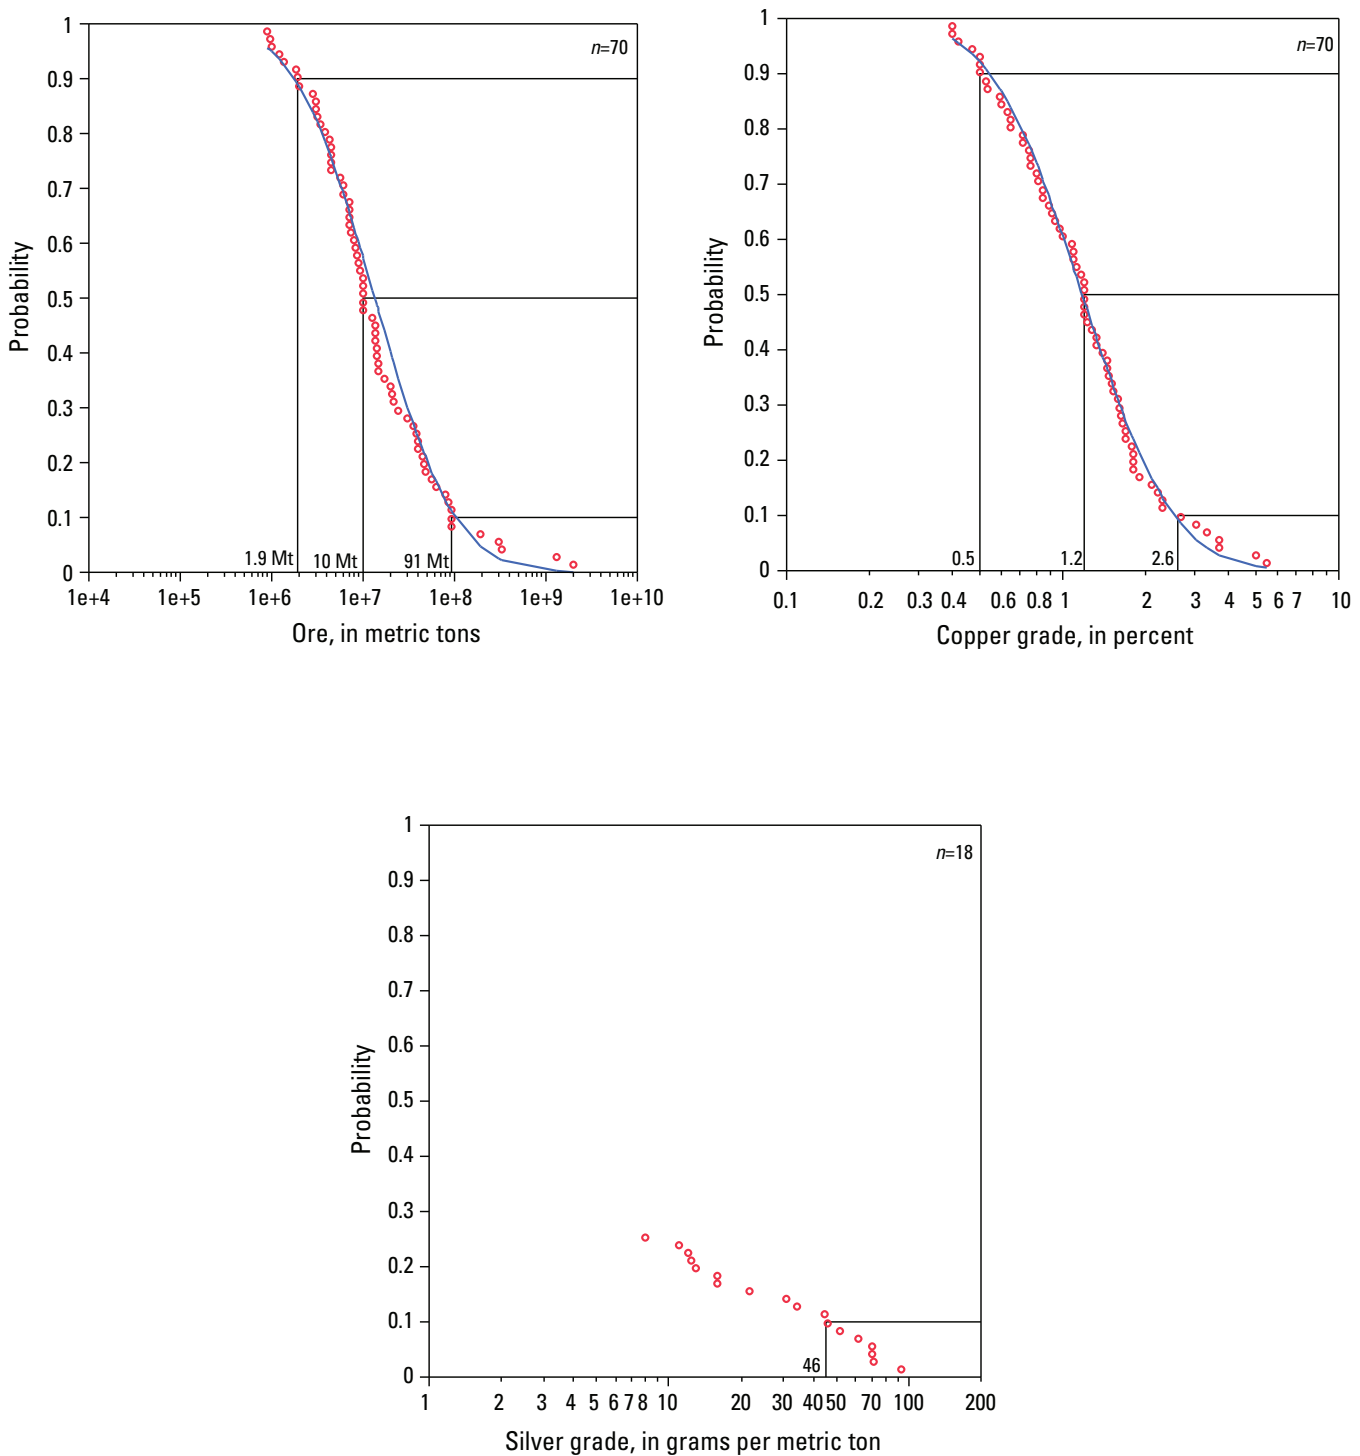 1
n=70
0.9
0.8
0.7
0.6
0.5
0.4
0.3
0.2
0.1
0
Probability
1.9 Mt
10 Mt
91 Mt
1e+4 1e+5 1e+6 1e+7 1e+8 1e+9 1e+10
Ore, in metric tons
1
n=70
0.9
0.8
0.7
0.6
0.5
0.4
0.3
0.2
0.1
0
Probability
0.5
1.2
2.6
0.1 0.2 0.3 0.4 0.6 0.8 1 2 3 4 5 6 7 10
Copper grade, in percent
1
n=18
0.9
0.8
0.7
0.6
0.5
0.4
0.3
0.2
0.1
0
Probability
46
1 2 3 4 5 6 7 8 10 20 30 40 50 70 100 200
Silver grade, in grams per metric ton